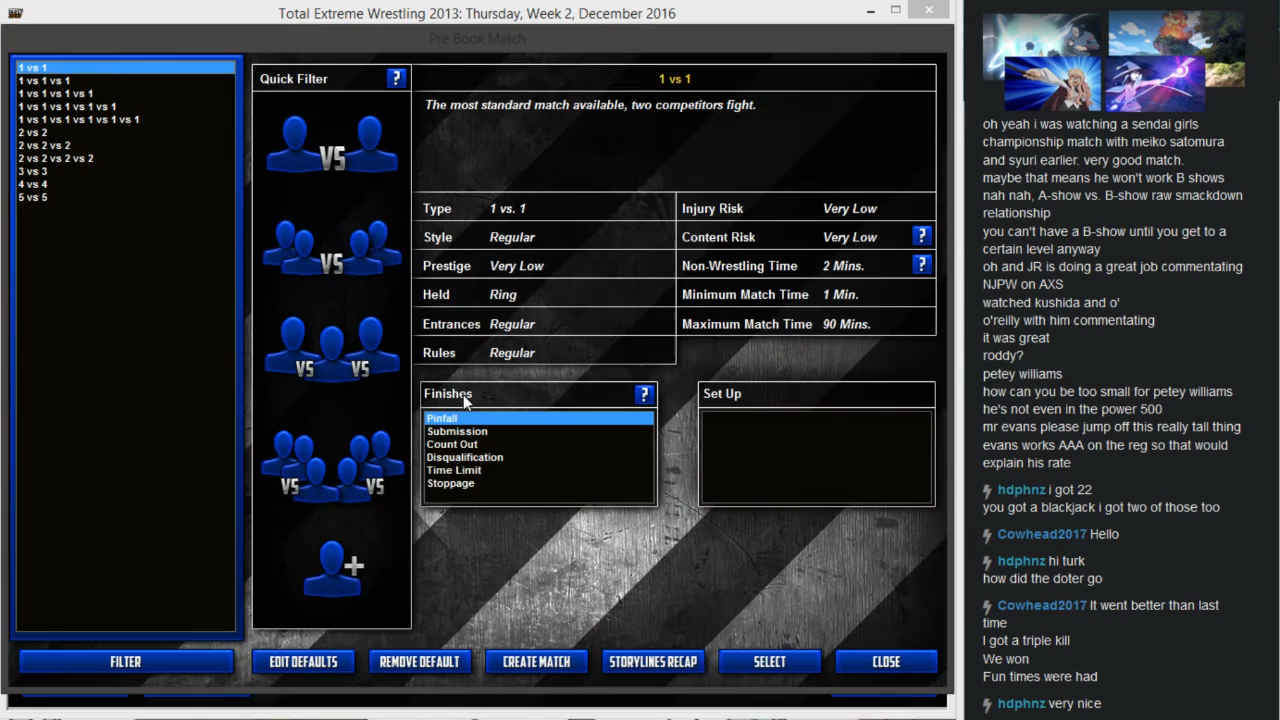 Total Extreme Wrestling 2013: Thursday, Week 2, December 2016
Pre Book Match
1 vs 1
1 vs 1 vs 1
1 vs 1 vs 1 vs 1
1 vs 1 vs 1 vs 1 vs 1
1 vs 1 vs 1 vs 1 vs 1 vs 1
2 vs 2
2 vs 2 vs 2
2 vs 2 vs 2 vs 2
3 vs 3
4 vs 4
5 vs 5
FILTER
Quick Filter ?
VS
VS
VS VS
VS VS
+
1 vs 1
The most standard match available, two competitors fight.
Type 1 vs. 1
Style Regular
Prestige Very Low
Held Ring
Entrances Regular
Rules Regular
Injury Risk Very Low
Content Risk Very Low ?
Non-Wrestling Time 2 Mins. ?
Minimum Match Time 1 Min.
Maximum Match Time 90 Mins.
Finishes ?
Pinfall
Submission
Count Out
Disqualification
Time Limit
Stoppage
Set Up
EDIT DEFAULTS
REMOVE DEFAULT
CREATE MATCH
STORYLINES RECAP
SELECT
CLOSE
oh yeah i was watching a sendai girls
championship match with meiko satomura
and syuri earlier. very good match.
maybe that means he won't work B shows
nah nah, A-show vs. B-show raw smackdown
relationship
you can't have a B-show until you get to a
certain level anyway
oh and JR is doing a great job commentating
NJPW on AXS
watched kushida and o'
o'reilly with him commentating
it was great
roddy?
petey williams
how can you be too small for petey williams
he's not even in the power 500
mr evans please jump off this really tall thing
evans works AAA on the reg so that would
explain his rate
hdphnz i got 22
you got a blackjack i got two of those too
Cowhead2017 Hello
hdphnz hi turk
how did the doter go
Cowhead2017 It went better than last
time
I got a triple kill
We won
Fun times were had
hdphnz very nice